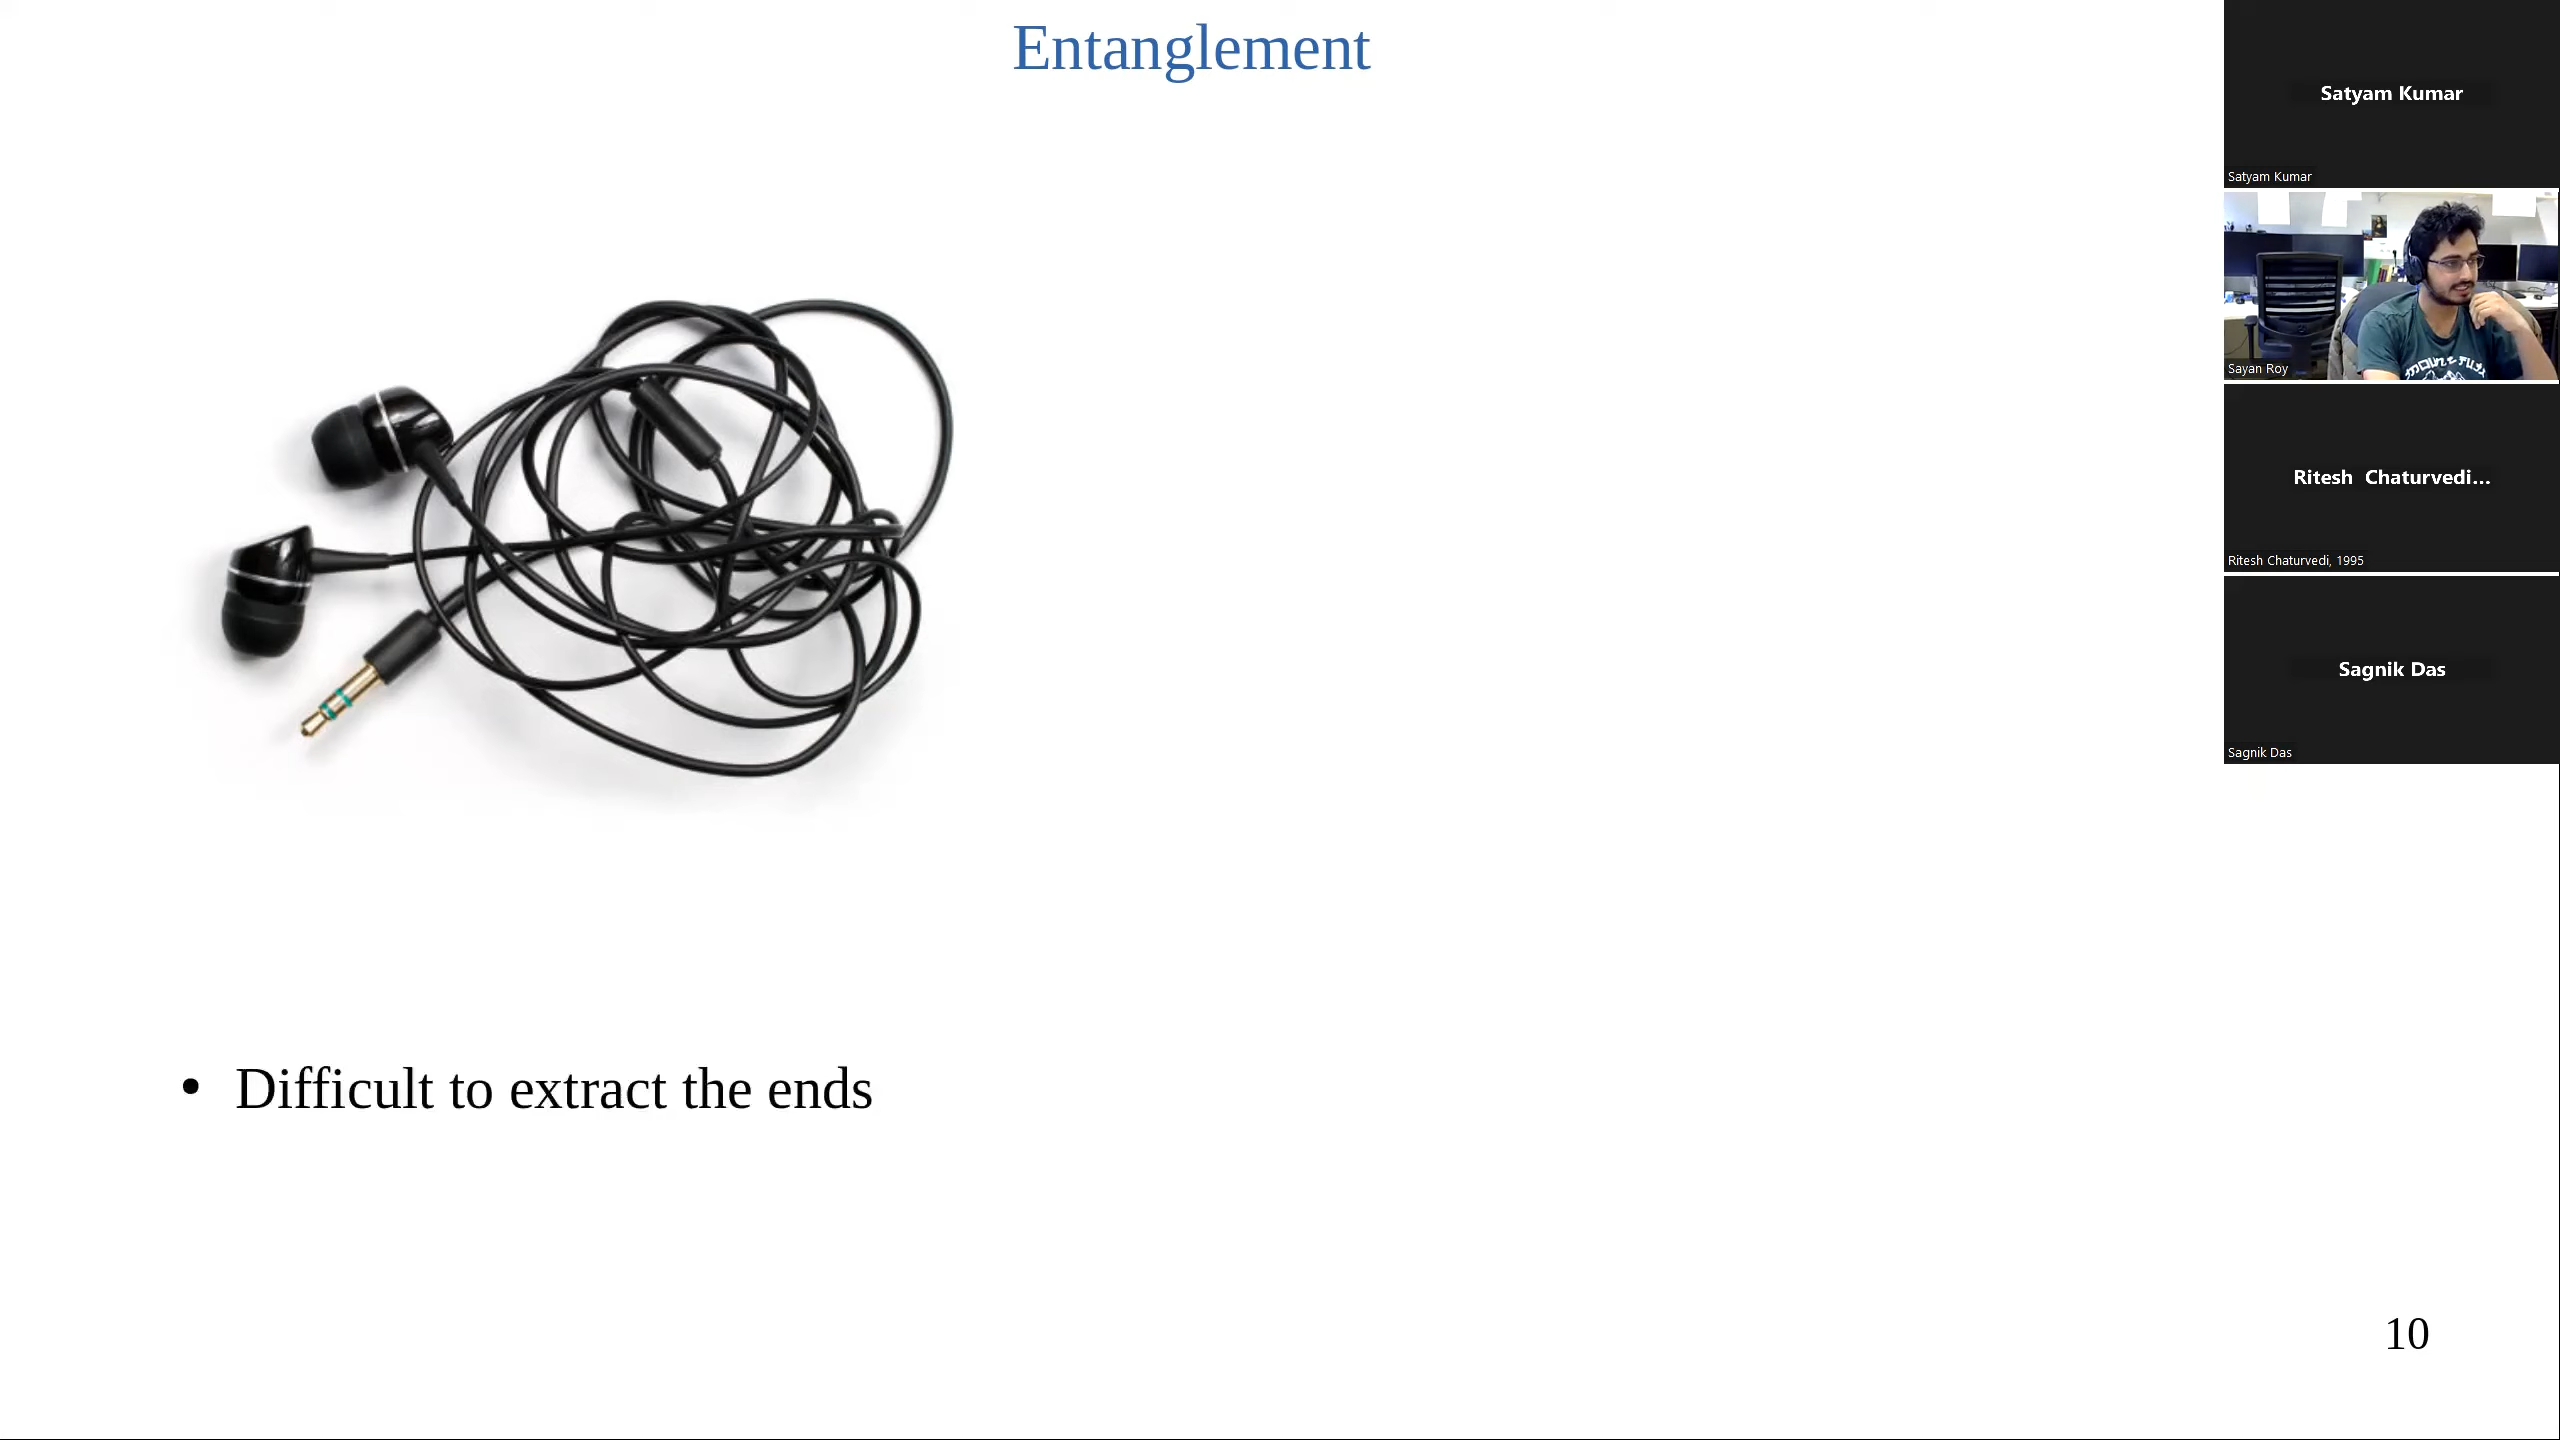 Entanglement
Satyam Kumar
Satyam Kumar
Sayan Roy
Ritesh Chaturvedi...
Ritesh Chaturvedi, 1995
Sagnik Das
Sagnik Das
• Difficult to extract the ends
10